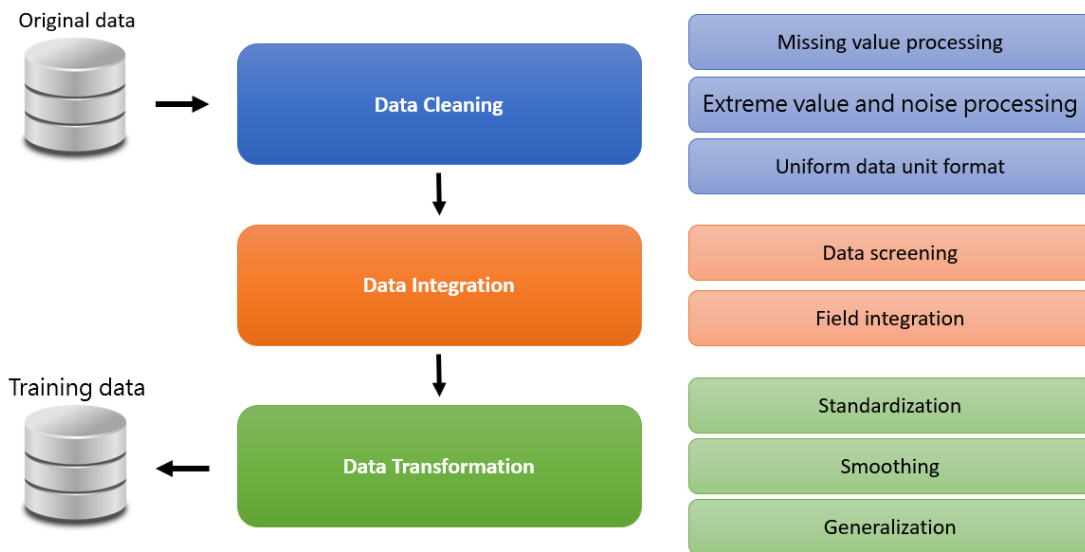 Original data
Data Cleaning
Missing value processing
Extreme value and noise processing
Uniform data unit format
Data Integration
Data screening
Field integration
Training data
Data Transformation
Standardization
Smoothing
Generalization